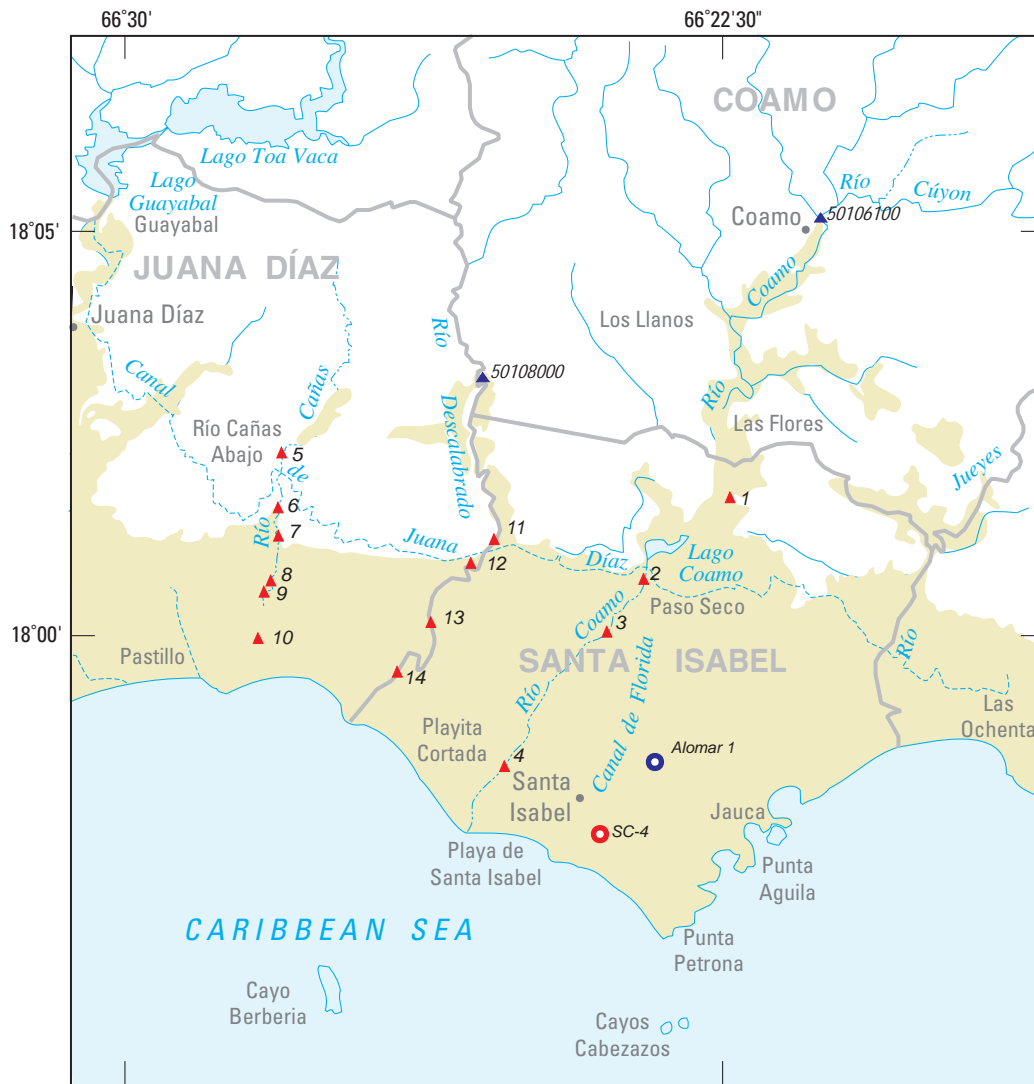 66°30'
66°22'30"
COAMO
Lago Toa Vaca
Lago
Guayabal
Guayabal
Río
Cúyon
50106100
Coamo
18°05'
JUANA DÍAZ
Coamo
Juana Díaz
Río
Los Llanos
50108000
Canal
Cañas
Río
Descalabrado
Las Flores
Río Cañas
Abajo
5
de
Jueyes
1
6
Río
7
11
Juana
12
Díaz
Lago
Coamo
2
8
9
Paso Seco
Coamo
3
13
18°00'
10
Pastillo
SANTA ISABEL
Río
14
Río
Canal de Florida
Las
Ochenta
Playita
Cortada
4
Alomar 1
Santa
Isabel
Jauca
SC-4
Playa de
Santa Isabel
Punta
Aguila
CARIBBEAN SEA
Punta
Petrona
Cayo
Berberia
Cayos
Cabezazos